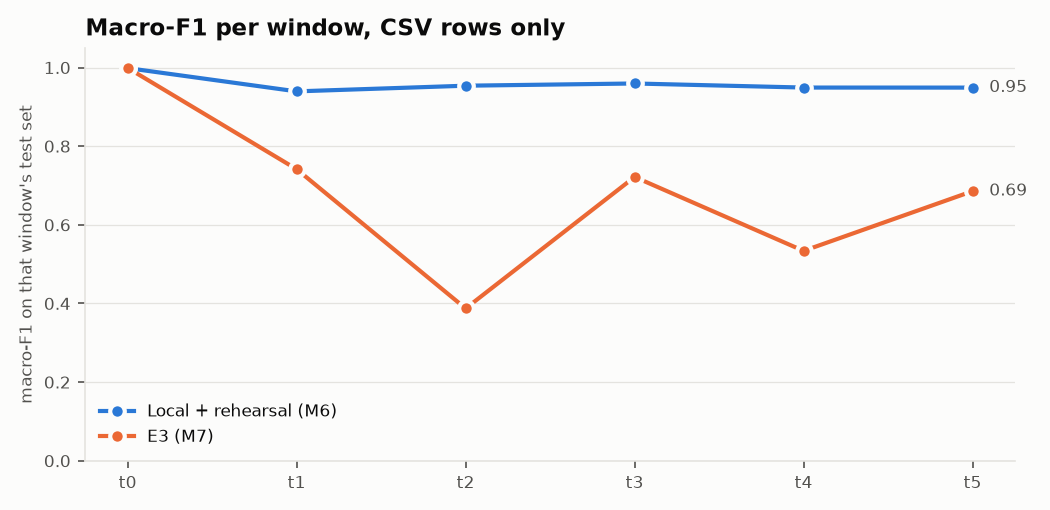 Macro-F1 per window, CSV rows only
macro-F1 on that window's test set
1.0
0.8
0.6
0.4
0.2
0.0
0.95
0.69
Local + rehearsal (M6)
E3 (M7)
t0 t1 t2 t3 t4 t5